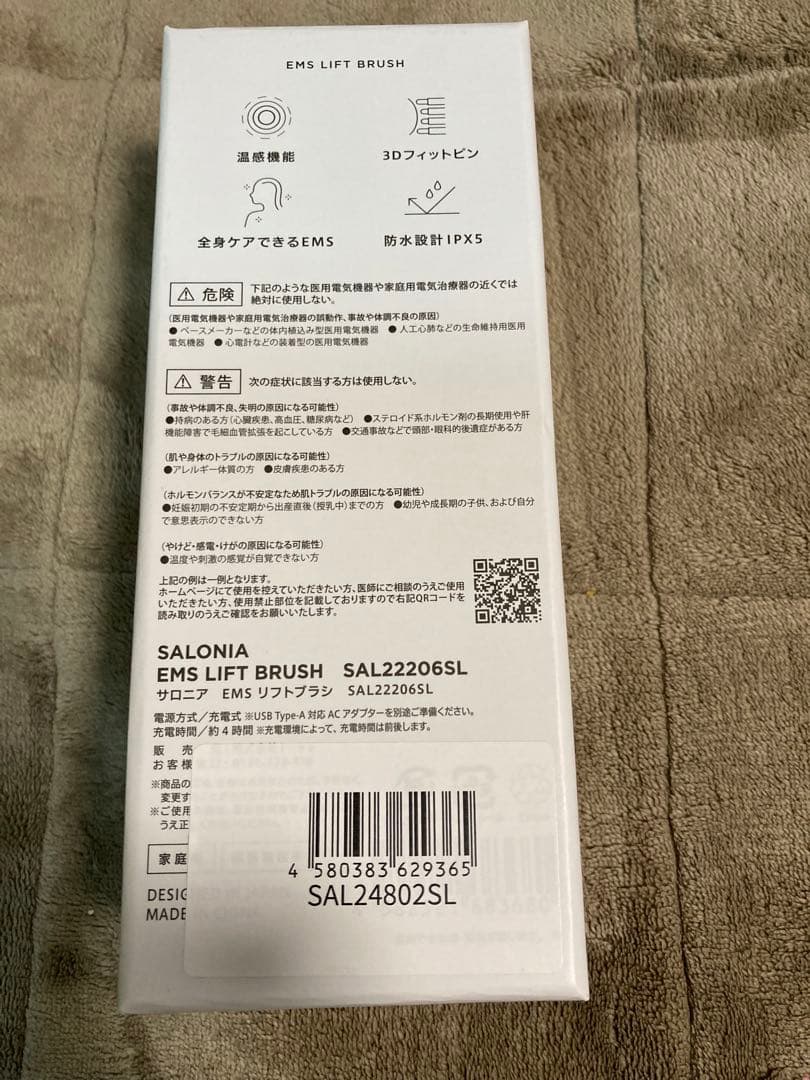 EMS LIFT BRUSH
温感機能
3Dフィットピン
全身ケアできるEMS
防水設計IPX5
⚠ 危険 下記のような医用電気機器や家庭用電気治療器の近くでは
絶対に使用しない。
(医用電気機器や家庭用電気治療器の誤動作、事故や体調不良の原因)
● ペースメーカーなどの体内植込み型医用電気機器 ● 人工心肺などの生命維持用医用
電気機器 ● 心電計などの装着型の医用電気機器
⚠ 警告 次の症状に該当する方は使用しない。
(事故や体調不良、失明の原因になる可能性)
●持病のある方(心臓疾患、高血圧、糖尿病など) ●ステロイド系ホルモン剤の長期使用や肝
機能障害で毛細血管拡張を起こしている方 ●交通事故などで頭部・眼科的後遺症がある方
(肌や身体のトラブルの原因になる可能性)
●アレルギー体質の方 ●皮膚疾患のある方
(ホルモンバランスが不安定なため肌トラブルの原因になる可能性)
●妊娠初期の不安定期から出産直後(授乳中)までの方 ●幼児や成長期の子供、および自分
で意思表示のできない方
(やけど・感電・けがの原因になる可能性)
●温度や刺激の感覚が自覚できない方
上記の例は一例となります。
ホームページにて使用を控えていただきたい方、医師にご相談のうえご使用
いただきたい方、使用禁止部位を記載しておりますので右記QRコードを
読み取りのうえご確認をお願いいたします。
SALONIA
EMS LIFT BRUSH SAL22206SL
サロニア EMS リフトブラシ SAL22206SL
電源方式/充電式 ※USB Type-A 対応 AC アダプターを別途ご準備ください。
充電時間/約 4 時間 ※充電環境によって、充電時間は前後します。
販 売
お客様
※商品の
変更す
※ご使用
うえ正
家庭
DESIG
MADE
4 580383 629365
SAL24802SL